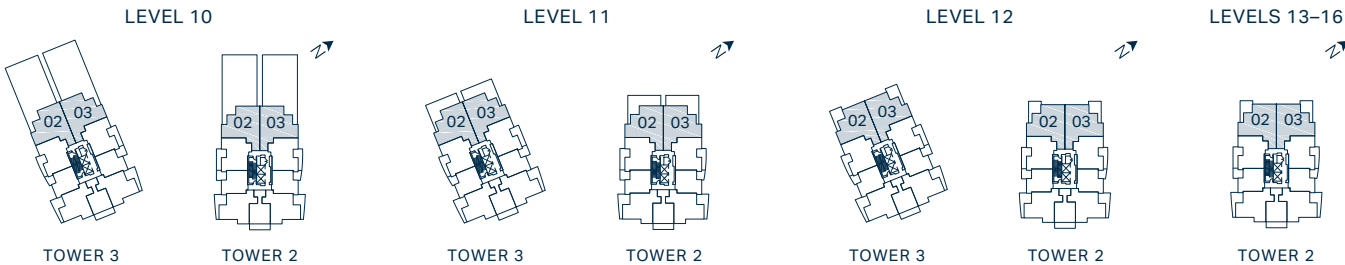 LEVEL 10
LEVEL 11
LEVEL 12
LEVELS 13–16
N
N
N
N
02 03
02 03
02 03
02 03
02 03
02 03
02 03
TOWER 3
TOWER 2
TOWER 3
TOWER 2
TOWER 3
TOWER 2
TOWER 2